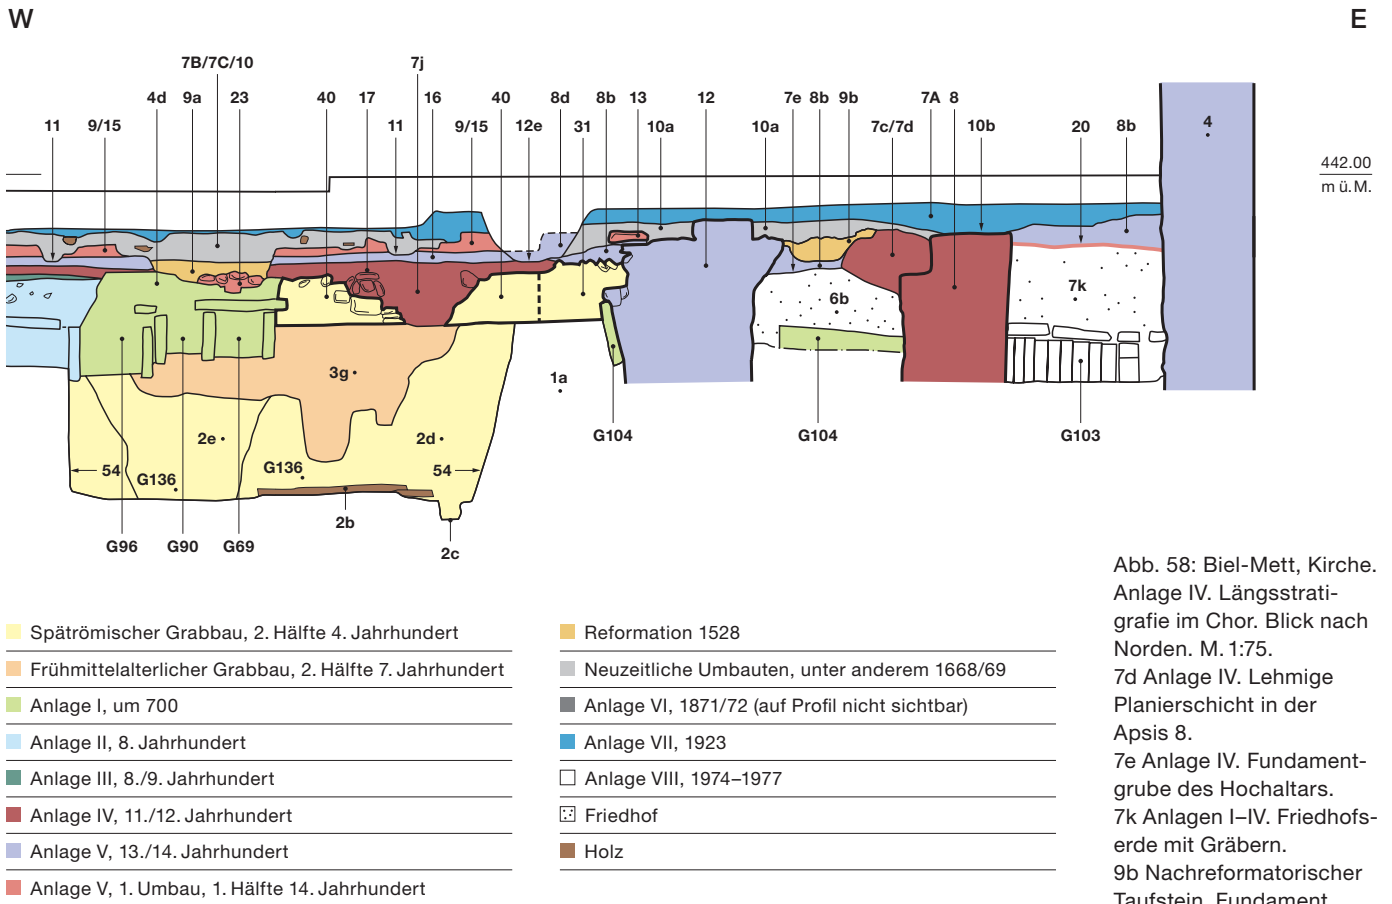 W
E
7B/7C/10
7j
4d
9a
23
40
17
16
40
8d
8b
13
12
7e
8b
9b
7A
8
4
11
9/15
11
9/15
12e
31
10a
10a
7c/7d
10b
20
8b
442.00
m ü. M.
6b
7k
3g
1a
2e
2d
G104
G104
G103
54
G136
G136
54
2b
2c
G96
G90
G69
Spätrömischer Grabbau, 2. Hälfte 4. Jahrhundert
Frühmittelalterlicher Grabbau, 2. Hälfte 7. Jahrhundert
Anlage I, um 700
Anlage II, 8. Jahrhundert
Anlage III, 8./9. Jahrhundert
Anlage IV, 11./12. Jahrhundert
Anlage V, 13./14. Jahrhundert
Anlage V, 1. Umbau, 1. Hälfte 14. Jahrhundert
Reformation 1528
Neuzeitliche Umbauten, unter anderem 1668/69
Anlage VI, 1871/72 (auf Profil nicht sichtbar)
Anlage VII, 1923
Anlage VIII, 1974–1977
Friedhof
Holz
Abb. 58: Biel-Mett, Kirche.
Anlage IV. Längsstrati-
grafie im Chor. Blick nach
Norden. M. 1:75.
7d Anlage IV. Lehmige
Planierschicht in der
Apsis 8.
7e Anlage IV. Fundament-
grube des Hochaltars.
7k Anlagen I–IV. Friedhofs-
erde mit Gräbern.
9b Nachreformatorischer
Taufstein, Fundament